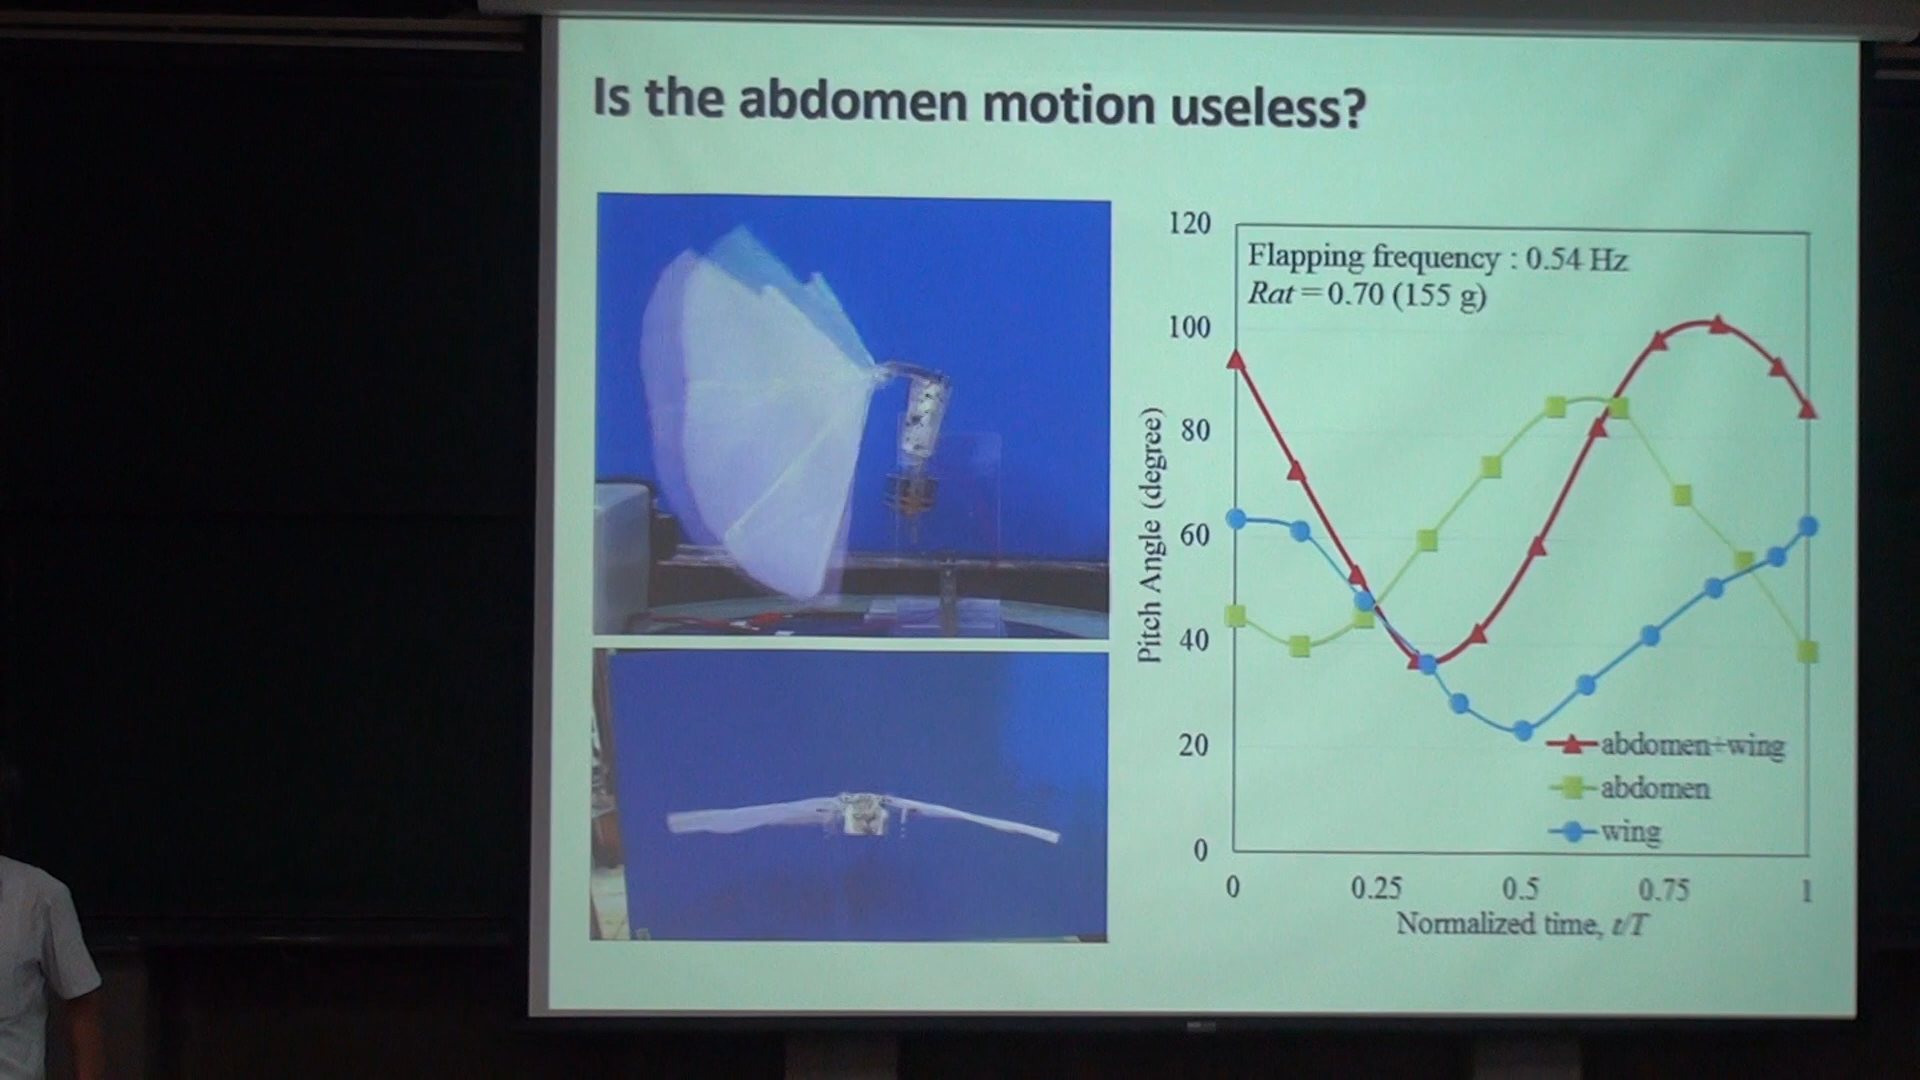 Is the abdomen motion useless?
120
100
80
60
40
20
0
Pitch Angle (degree)
Flapping frequency : 0.54 Hz
Rat = 0.70 (155 g)
abdomen+wing
abdomen
wing
0 0.25 0.5 0.75 1
Normalized time, t/T